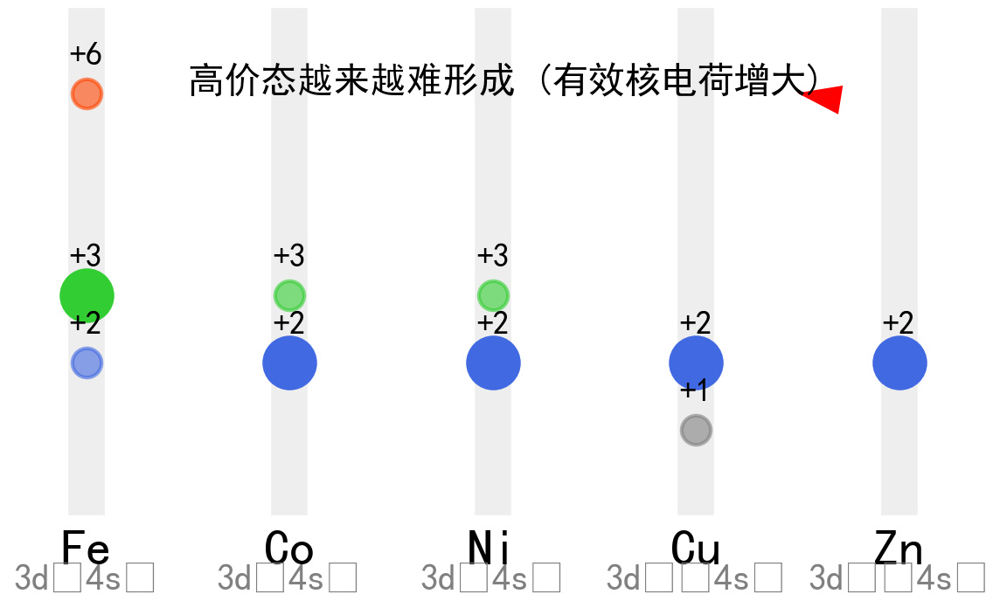 +6
高价态越来越难形成（有效核电荷增大）
+3 +3 +3
+2 +2 +2 +2 +2
+1
Fe Co Ni Cu Zn
3d□4s□ 3d□4s□ 3d□4s□ 3d□□4s□ 3d□□4s□